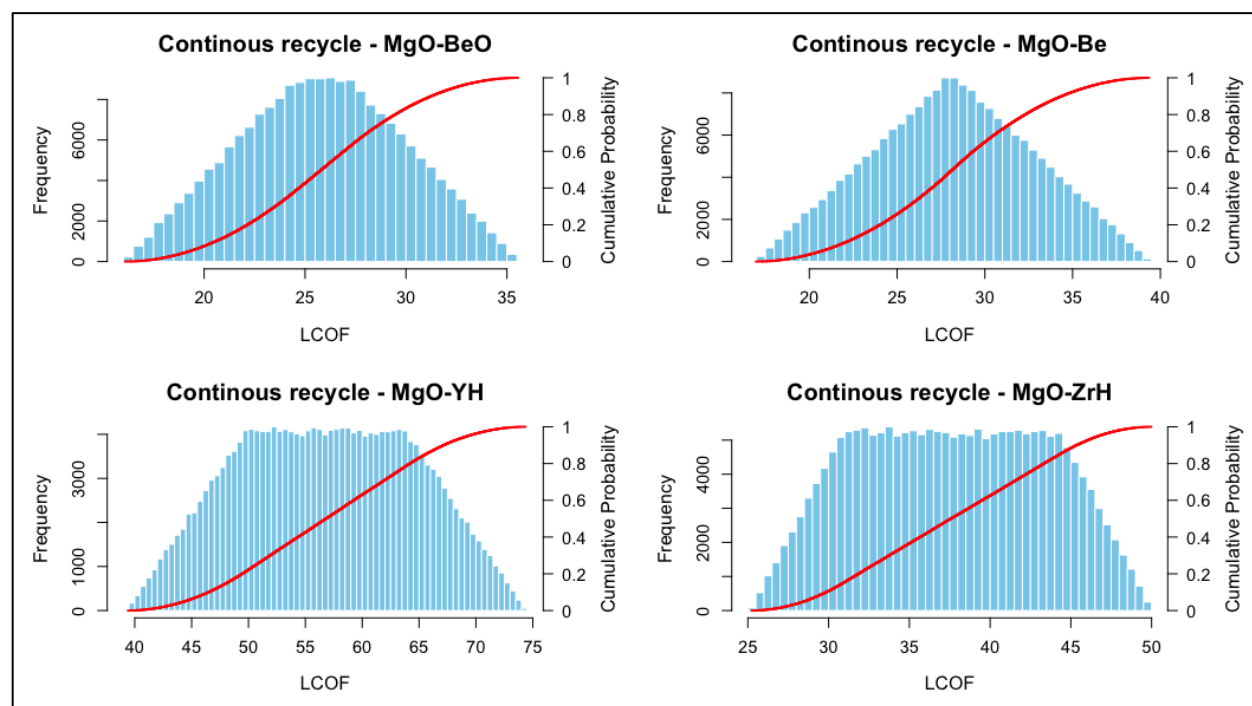 Continous recycle - MgO-BeO
Frequency
0 2000 6000
20 25 30 35
LCOF
0 0.2 0.4 0.6 0.8 1
Cumulative Probability
Continous recycle - MgO-Be
Frequency
0 2000 6000
20 25 30 35 40
LCOF
0 0.2 0.4 0.6 0.8 1
Cumulative Probability
Continous recycle - MgO-YH
Frequency
0 1000 3000
40 45 50 55 60 65 70 75
LCOF
0 0.2 0.4 0.6 0.8 1
Cumulative Probability
Continous recycle - MgO-ZrH
Frequency
0 2000 4000
25 30 35 40 45 50
LCOF
0 0.2 0.4 0.6 0.8 1
Cumulative Probability